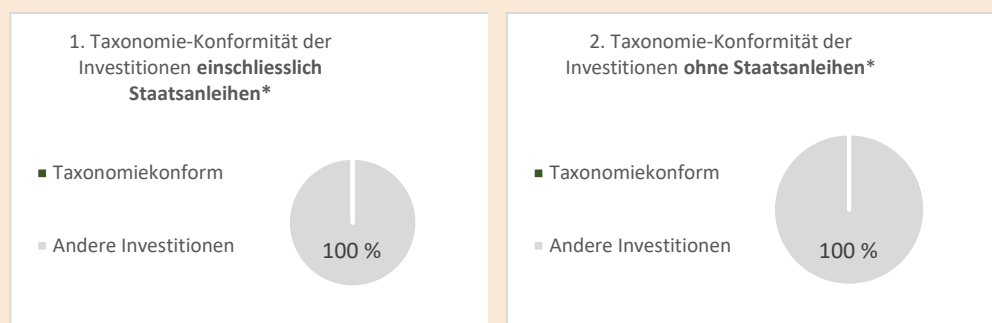 1. Taxonomie-Konformität der
Investitionen einschliesslich
Staatsanleihen*
Taxonomiekonform
Andere Investitionen
100 %
2. Taxonomie-Konformität der
Investitionen ohne Staatsanleihen*
Taxonomiekonform
Andere Investitionen
100 %